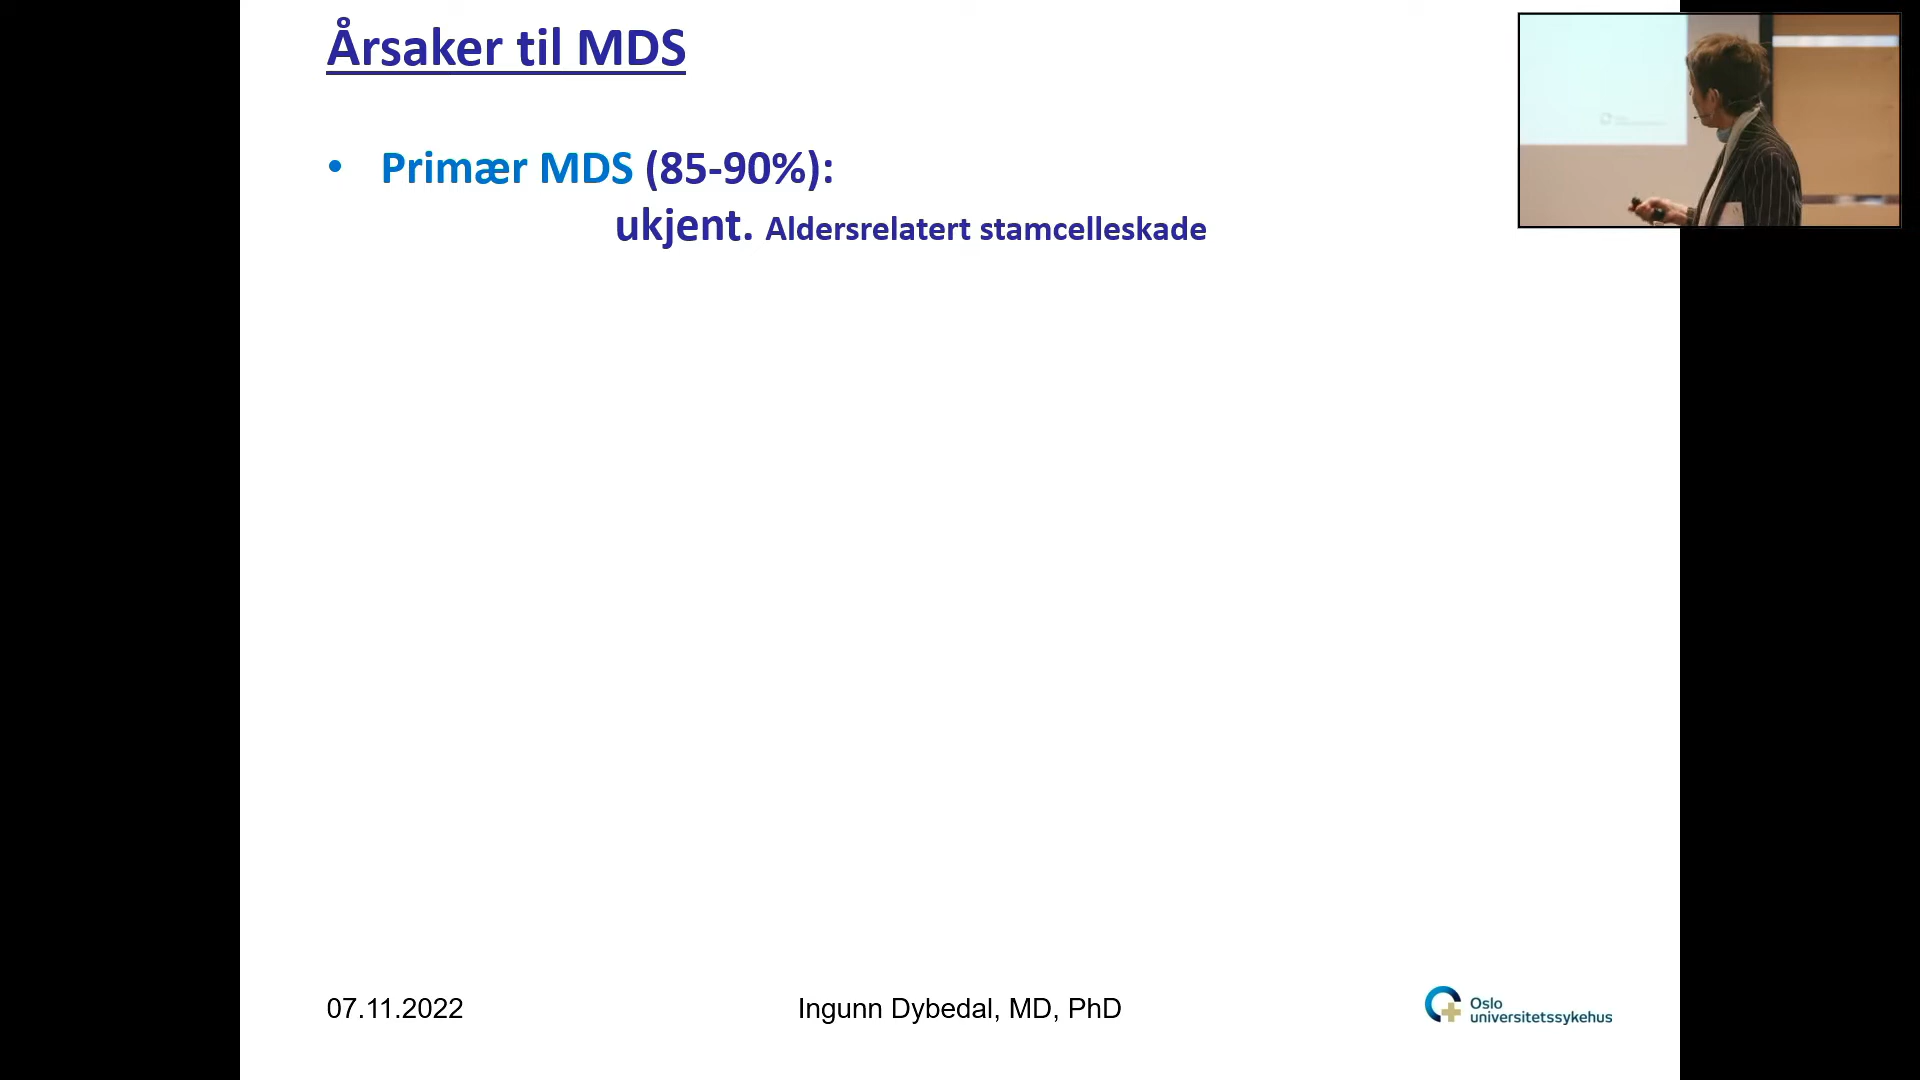 Årsaker til MDS
• Primær MDS (85-90%):
ukjent. Aldersrelatert stamcelleskade
07.11.2022
Ingunn Dybedal, MD, PhD
Oslo
universitetssykehus